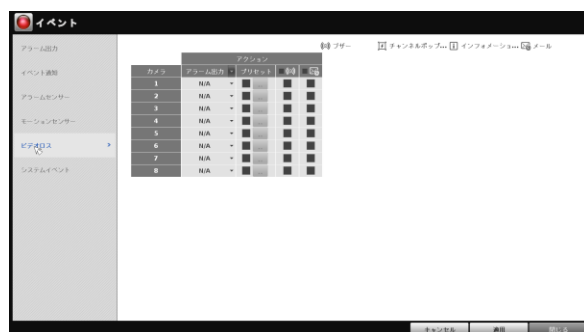 イベント
アラーム出力
イベント通知
アラームセンサー
モーションセンサー
ビデオロス
システムイベント
ブザー チャンネルポップ... インフォメーショ... メール
アクション
カメラ アラーム出力 プリセット
1 N/A ...
2 N/A ...
3 N/A ...
4 N/A ...
5 N/A ...
6 N/A ...
7 N/A ...
8 N/A ...
キャンセル 適用 閉じる